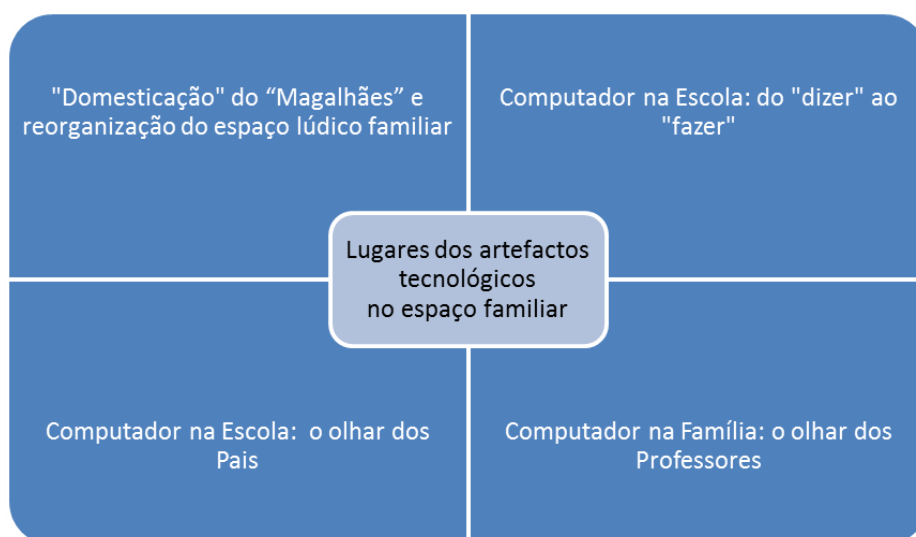 "Domesticação" do “Magalhães” e
reorganização do espaço lúdico familiar
Computador na Escola: do "dizer" ao
"fazer"
Lugares dos artefactos
tecnológicos
no espaço familiar
Computador na Escola: o olhar dos
Pais
Computador na Família: o olhar dos
Professores